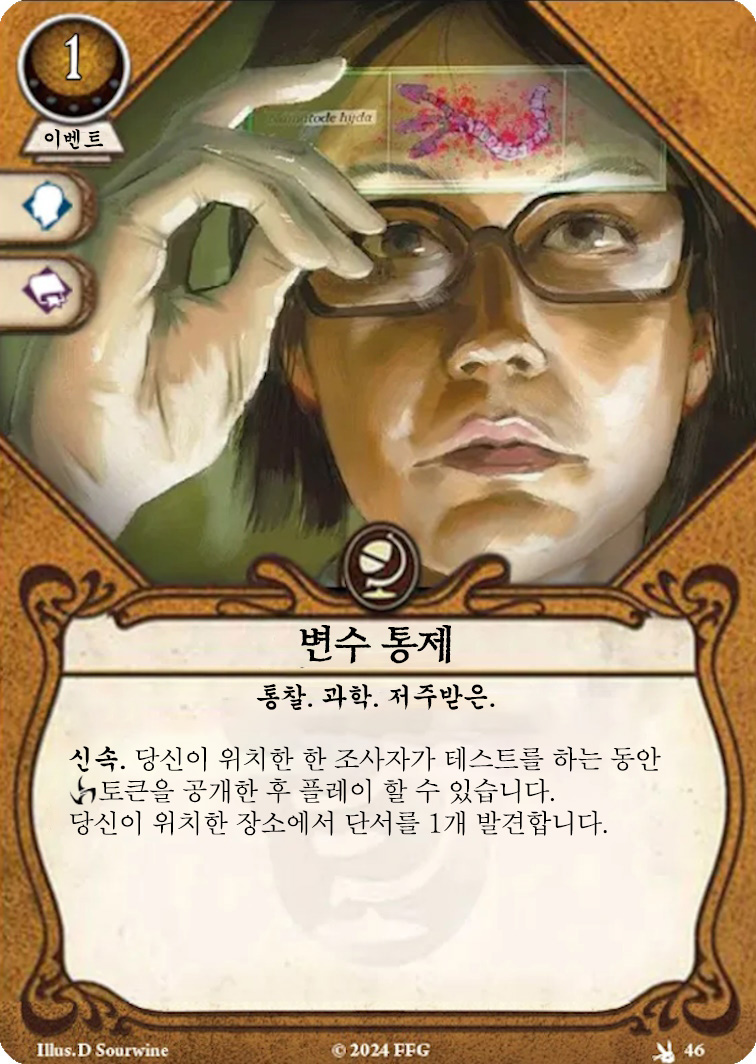 1
이벤트
nematode hijda
변수 통제
통찰. 과학. 저주받은.
신속. 당신이 위치한 한 조사자가 테스트를 하는 동안
토큰을 공개한 후 플레이 할 수 있습니다.
당신이 위치한 장소에서 단서를 1개 발견합니다.
Illus.D Sourwine
© 2024 FFG
46